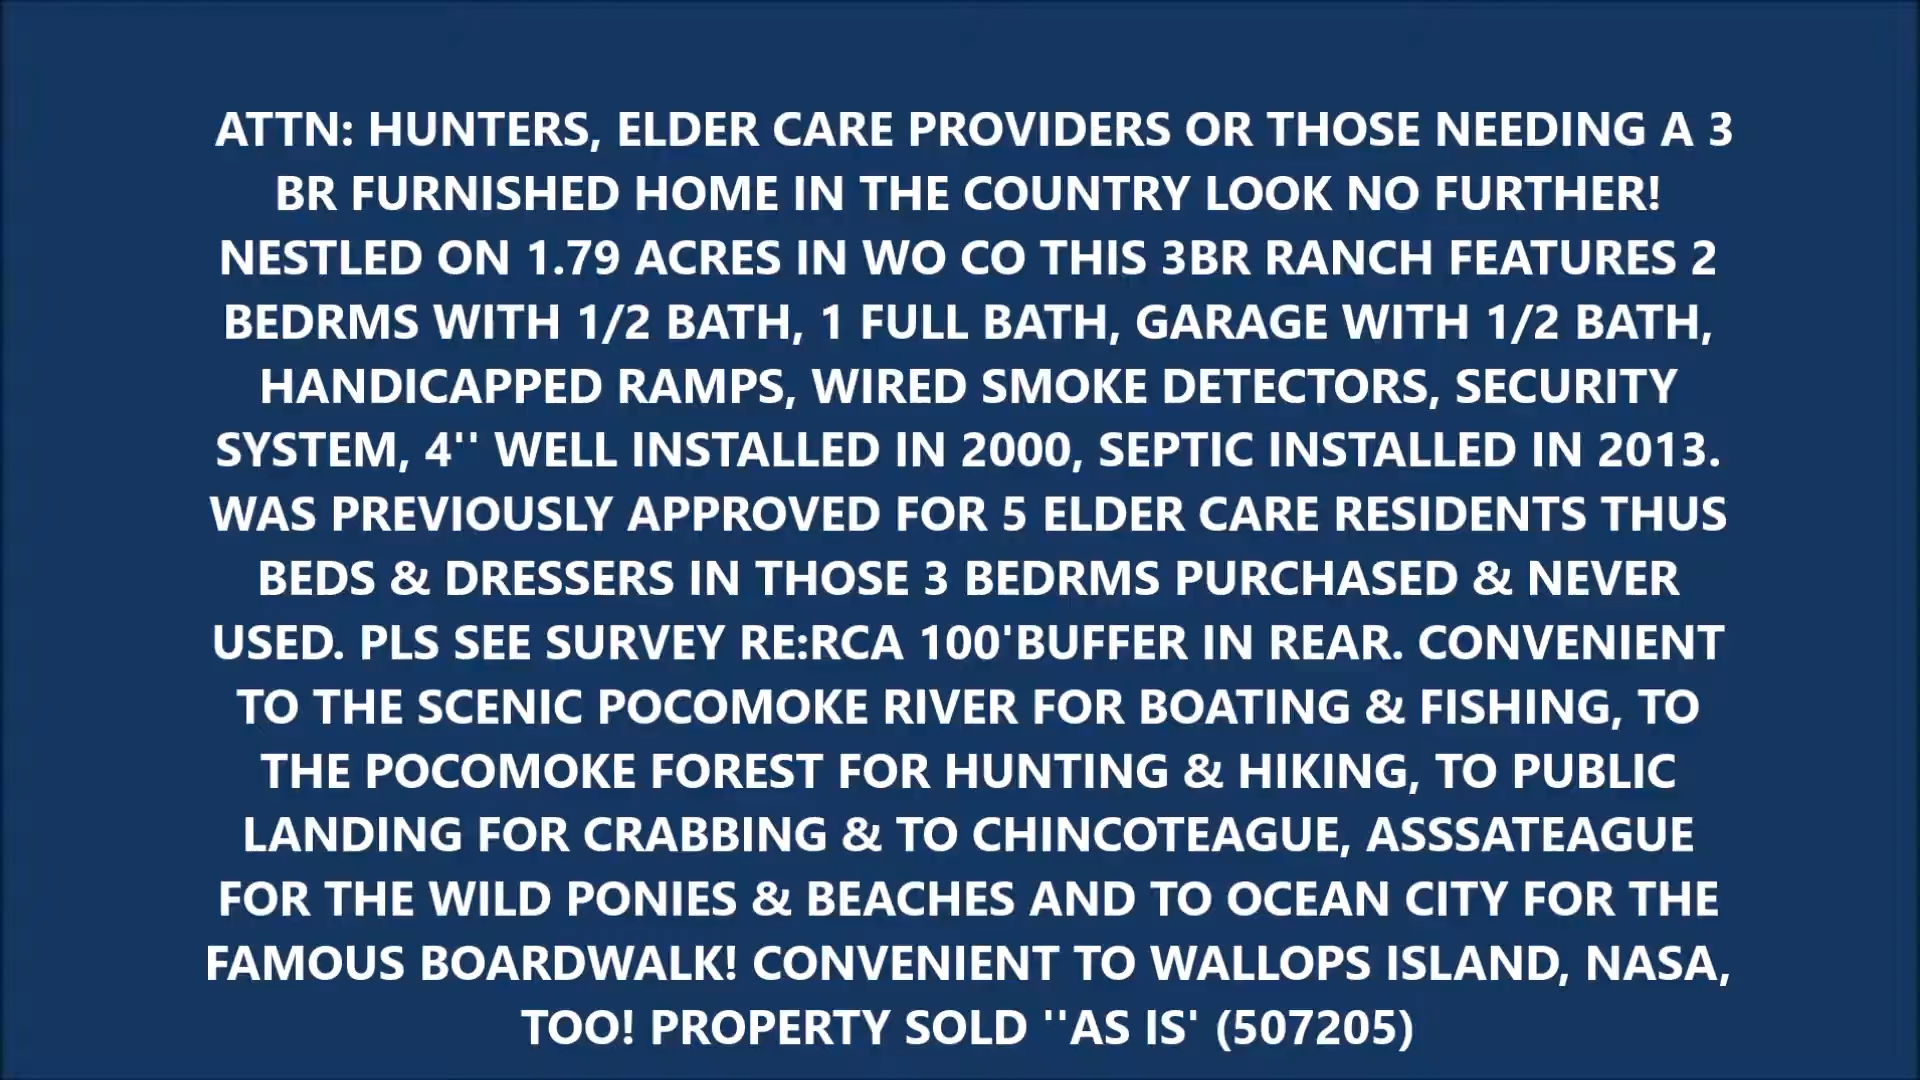 ATTN: HUNTERS, ELDER CARE PROVIDERS OR THOSE NEEDING A 3
BR FURNISHED HOME IN THE COUNTRY LOOK NO FURTHER!
NESTLED ON 1.79 ACRES IN WO CO THIS 3BR RANCH FEATURES 2
BEDRMS WITH 1/2 BATH, 1 FULL BATH, GARAGE WITH 1/2 BATH,
HANDICAPPED RAMPS, WIRED SMOKE DETECTORS, SECURITY
SYSTEM, 4'' WELL INSTALLED IN 2000, SEPTIC INSTALLED IN 2013.
WAS PREVIOUSLY APPROVED FOR 5 ELDER CARE RESIDENTS THUS
BEDS & DRESSERS IN THOSE 3 BEDRMS PURCHASED & NEVER
USED. PLS SEE SURVEY RE:RCA 100'BUFFER IN REAR. CONVENIENT
TO THE SCENIC POCOMOKE RIVER FOR BOATING & FISHING, TO
THE POCOMOKE FOREST FOR HUNTING & HIKING, TO PUBLIC
LANDING FOR CRABBING & TO CHINCOTEAGUE, ASSSATEAGUE
FOR THE WILD PONIES & BEACHES AND TO OCEAN CITY FOR THE
FAMOUS BOARDWALK! CONVENIENT TO WALLOPS ISLAND, NASA,
TOO! PROPERTY SOLD ''AS IS' (507205)